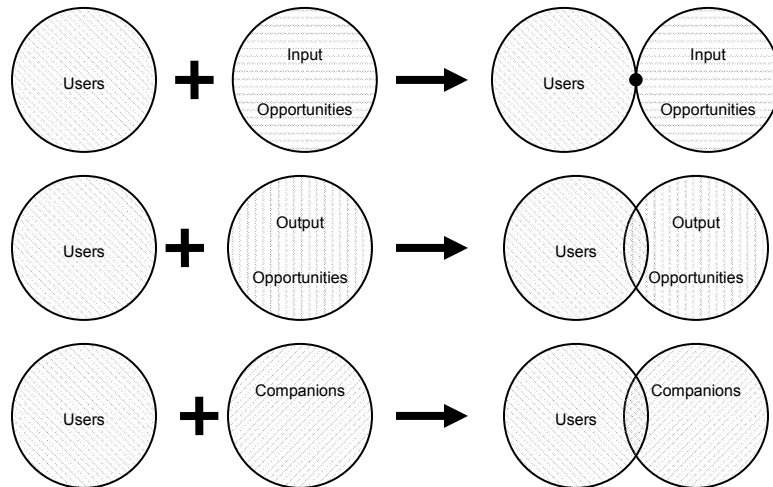 Users
Input
Opportunities
Users
Input
Opportunities
Users
Output
Opportunities
Users
Output
Opportunities
Users
Companions
Users
Companions